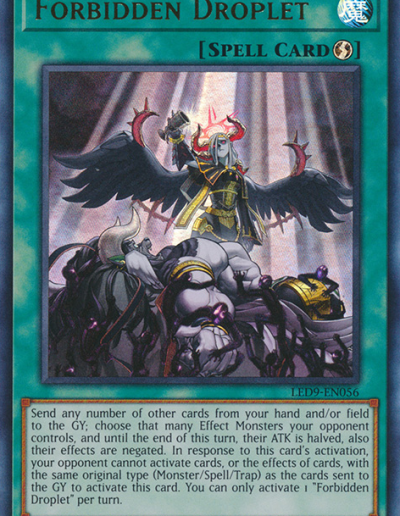 Forbidden Droplet
魔
[Spell Card]
LED9-EN056
Send any number of other cards from your hand and/or field
to the GY; choose that many Effect Monsters your opponent
controls, and until the end of this turn, their ATK is halved, also
their effects are negated. In response to this card's activation,
your opponent cannot activate cards, or the effects of cards, with
the same original type (Monster/Spell/Trap) as the cards sent to
the GY to activate this card. You can only activate 1 "Forbidden
Droplet" per turn.